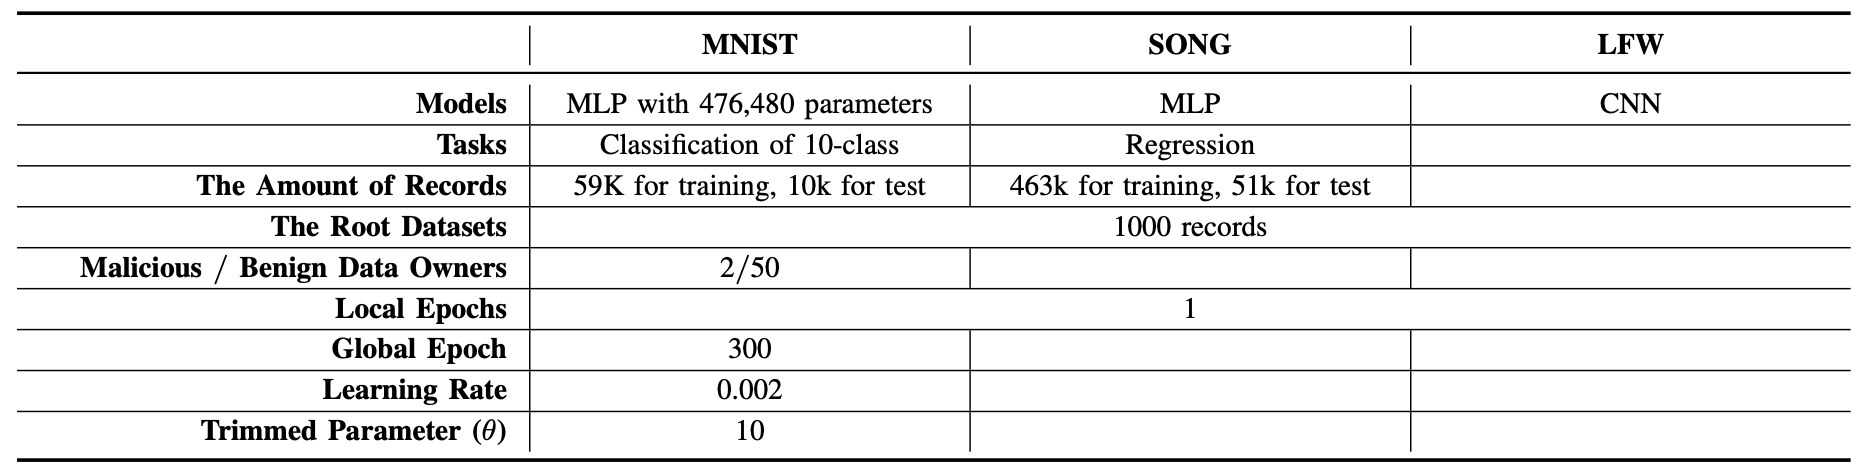 MNIST SONG LFW
Models MLP with 476,480 parameters MLP CNN
Tasks Classification of 10-class Regression
The Amount of Records 59K for training, 10k for test 463k for training, 51k for test
The Root Datasets 1000 records
Malicious / Benign Data Owners 2/50
Local Epochs 1
Global Epoch 300
Learning Rate 0.002
Trimmed Parameter (θ) 10